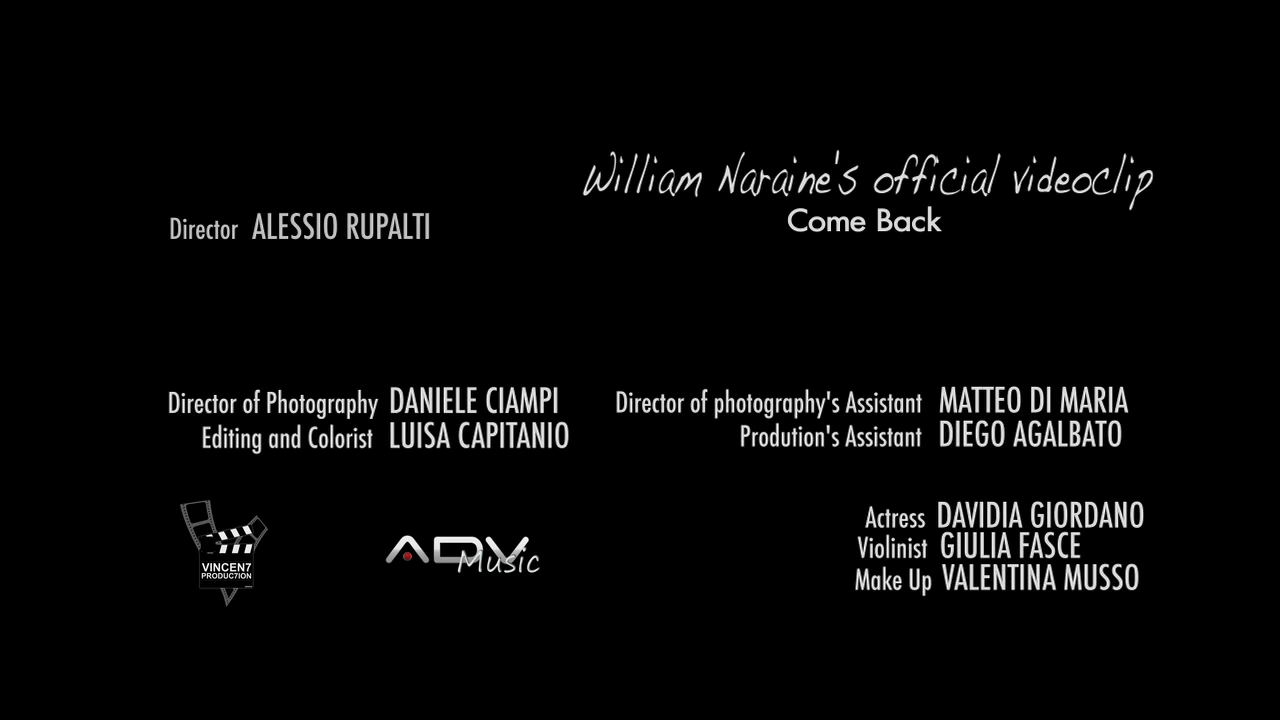 William Naraine's official videoclip
Come Back
Director ALESSIO RUPALTI
Director of Photography DANIELE CIAMPI
Editing and Colorist LUISA CAPITANIO
Director of photography's Assistant MATTEO DI MARIA
Prodution's Assistant DIEGO AGALBATO
VINCEN7
PRODUC7ION
ADV Music
Actress DAVIDIA GIORDANO
Violinist GIULIA FASCE
Make Up VALENTINA MUSSO